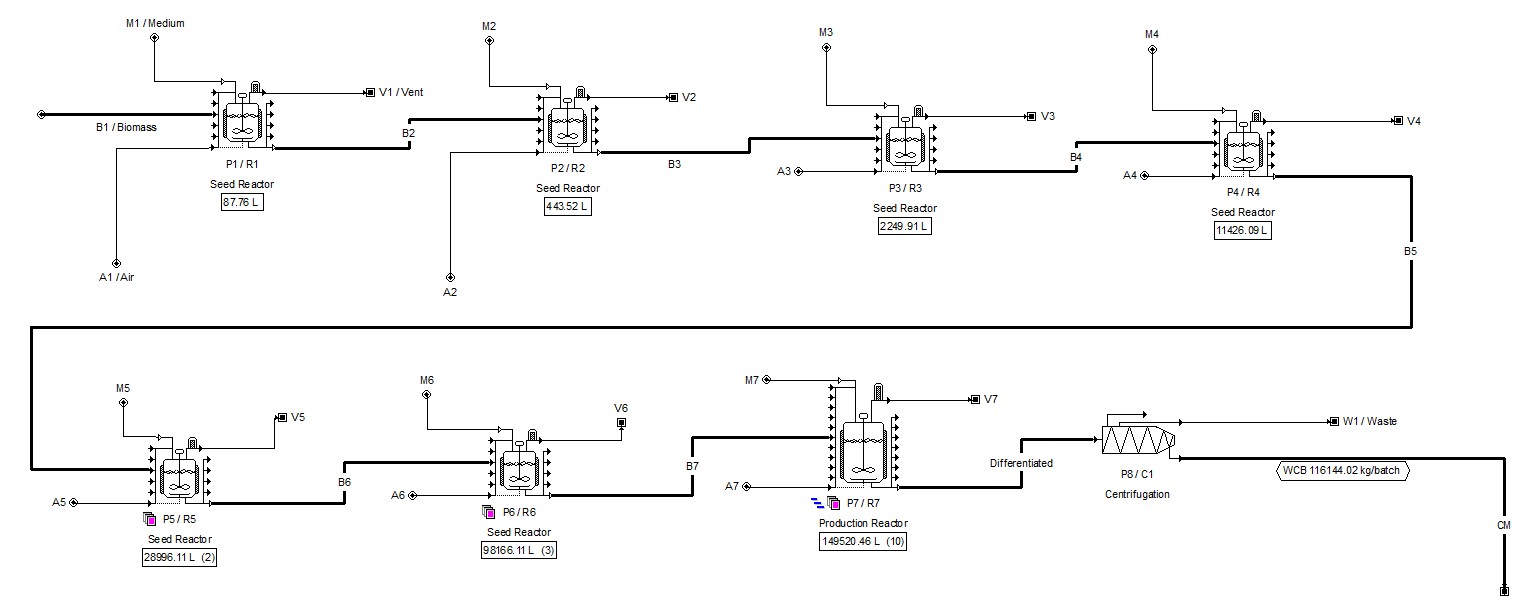 M1 / Medium
V1 / Vent
B1 / Biomass
P1 / R1
Seed Reactor
87.76 L
A1 / Air
B2
M2
V2
P2 / R2
Seed Reactor
443.52 L
A2
B3
M3
V3
A3
P3 / R3
Seed Reactor
2249.91 L
B4
M4
V4
A4
P4 / R4
Seed Reactor
11426.09 L
B5
M5
V5
A5
P5 / R5
Seed Reactor
28996.11 L (2)
B6
M6
V6
A6
P6 / R6
Seed Reactor
98166.11 L (3)
B7
M7
V7
A7
P7 / R7
Production Reactor
149520.46 L (10)
Differentiated
P8 / C1
Centrifugation
W1 / Waste
WCB 116144.02 kg/batch
CM